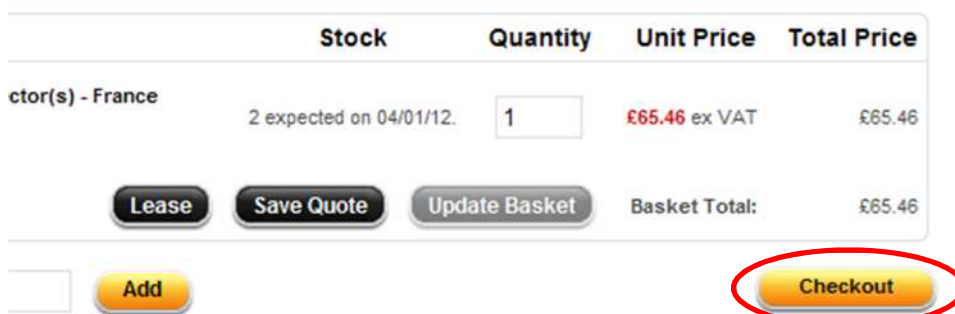 Stock Quantity Unit Price Total Price
ctor(s) - France
2 expected on 04/01/12. 1 £65.46 ex VAT £65.46
Lease Save Quote Update Basket Basket Total: £65.46
Add Checkout